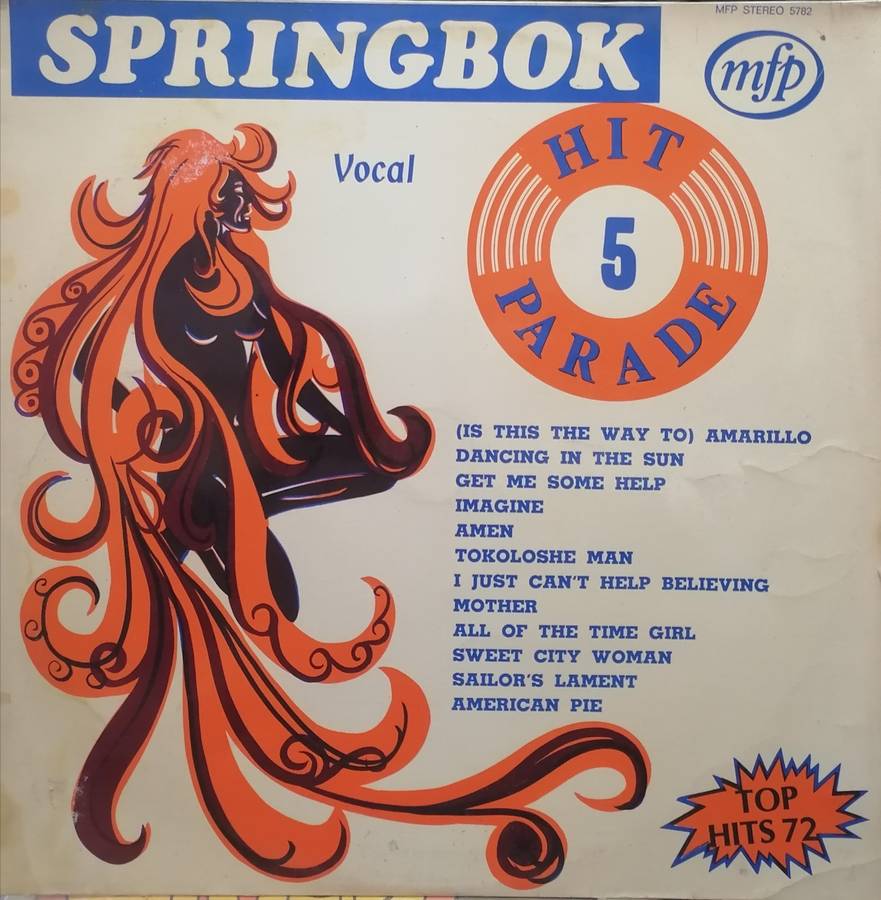 SPRINGBOK
MFP STEREO 5782
mfp
Vocal
HIT
5
PARADE
(IS THIS THE WAY TO) AMARILLO
DANCING IN THE SUN
GET ME SOME HELP
IMAGINE
AMEN
TOKOLOSHE MAN
I JUST CAN'T HELP BELIEVING
MOTHER
ALL OF THE TIME GIRL
SWEET CITY WOMAN
SAILOR'S LAMENT
AMERICAN PIE
TOP
HITS 72